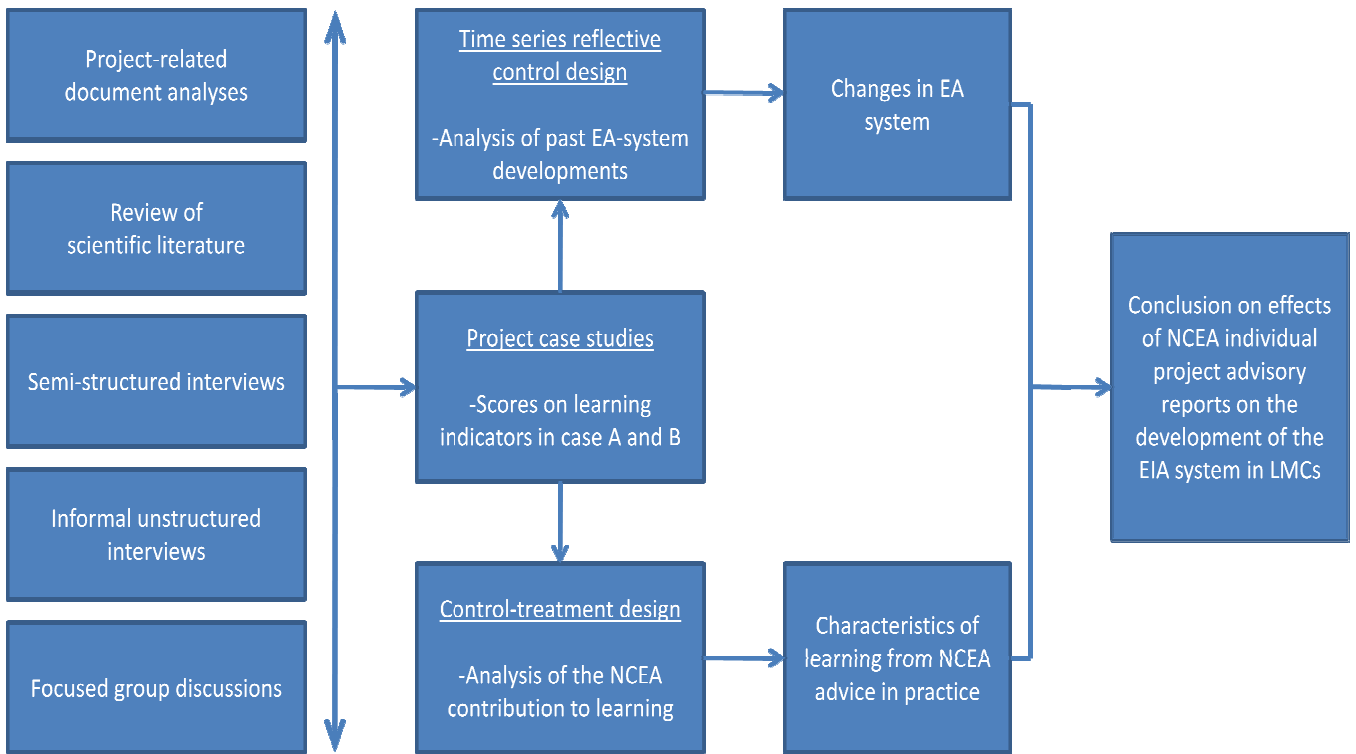 Project-related
document analyses
Review of
scientific literature
Semi-structured interviews
Informal unstructured
interviews
Focused group discussions
Time series reflective
control design
-Analysis of past EA-system
developments
Project case studies
-Scores on learning
indicators in case A and B
Control-treatment design
-Analysis of the NCEA
contribution to learning
Changes in EA
system
Characteristics of
learning from NCEA
advice in practice
Conclusion on effects
of NCEA individual
project advisory
reports on the
development of the
EIA system in LMCs